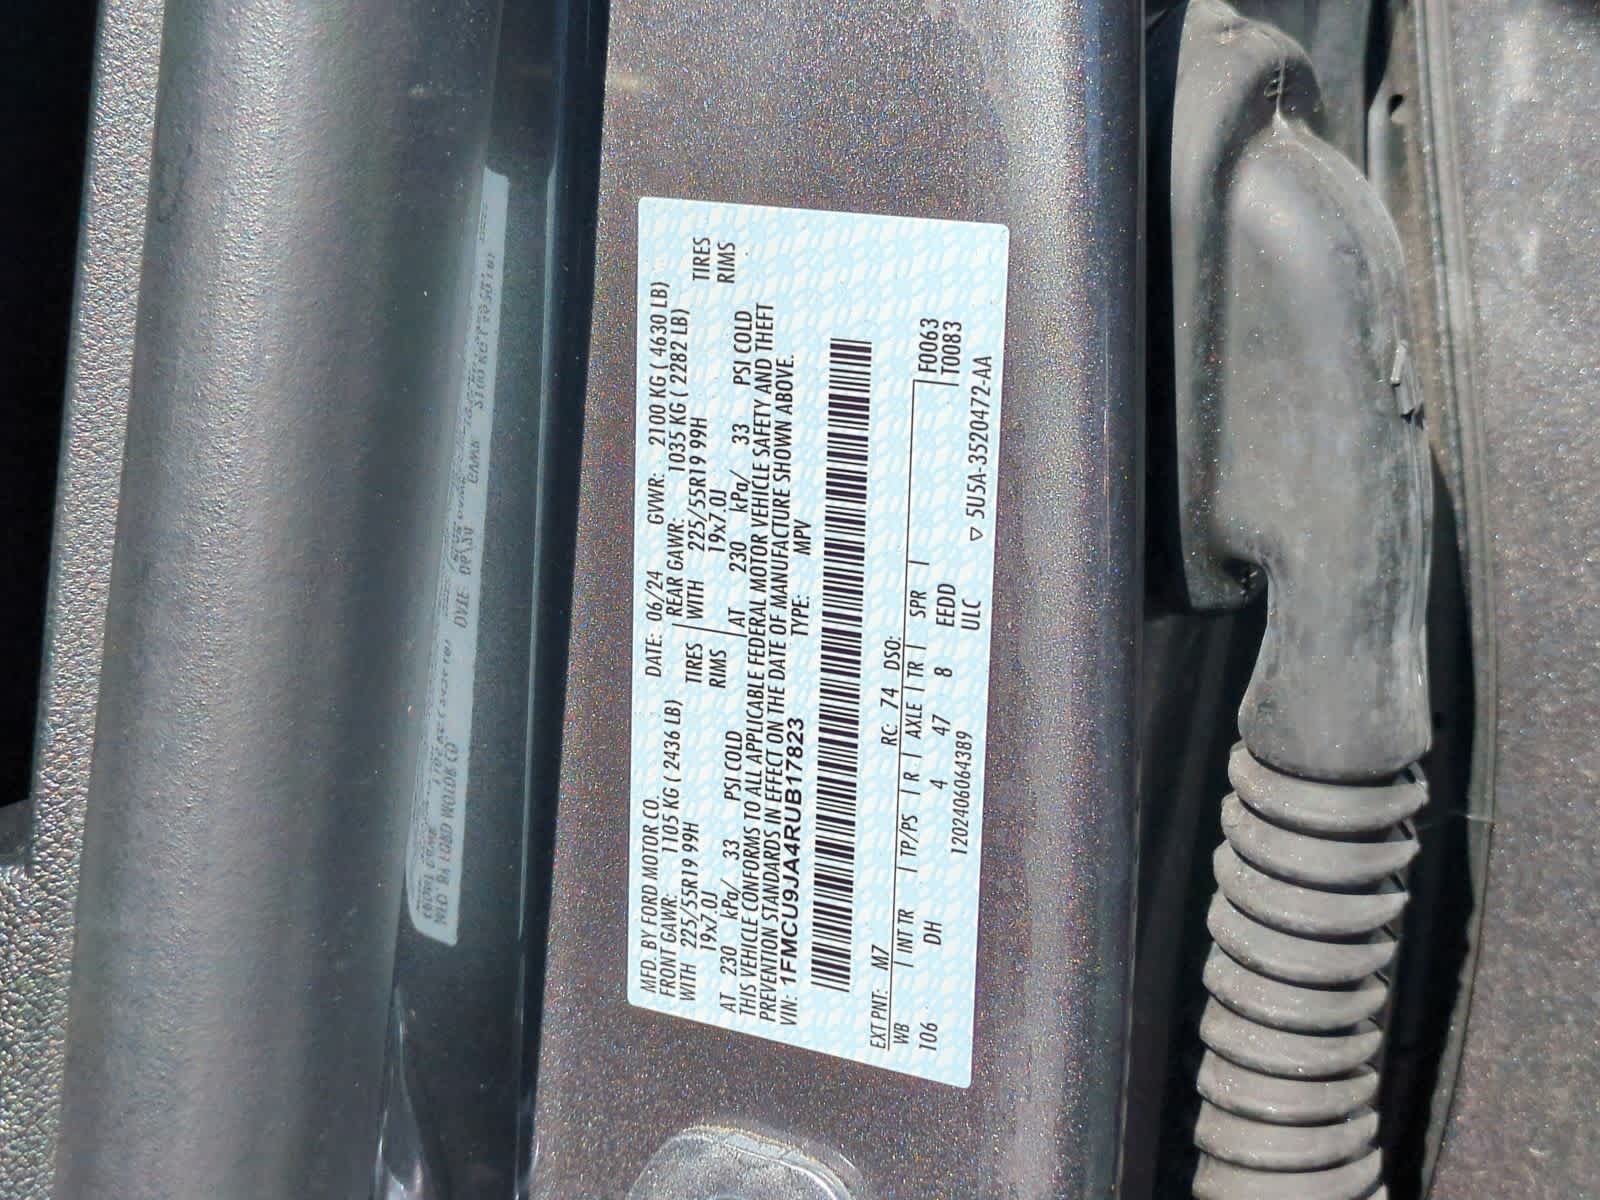 MFD. BY FORD MOTOR CO.
DATE: 06/24 GVWR: 2100 KG ( 4630 LB)
FRONT GAWR: 1105 KG ( 2436 LB)
REAR GAWR: 1035 KG ( 2282 LB)
WITH 225/55R19 99H TIRES
WITH 225/55R19 99H TIRES
19x7.0J RIMS
19x7.0J RIMS
AT 230 kPa/ 33 PSI COLD
AT 230 kPa/ 33 PSI COLD
THIS VEHICLE CONFORMS TO ALL APPLICABLE FEDERAL MOTOR VEHICLE SAFETY AND THEFT
PREVENTION STANDARDS IN EFFECT ON THE DATE OF MANUFACTURE SHOWN ABOVE.
VIN: 1FMCU9JA4RUB17823 TYPE: MPV
EXT PNT: MZ RC: 74 DSO:
WB INT TR TP/PS R AXLE TR SPR F0063
106 DH 4 47 8 EEDD T0083
120240604389 ULC
▽ 5U5A-3520472-AA